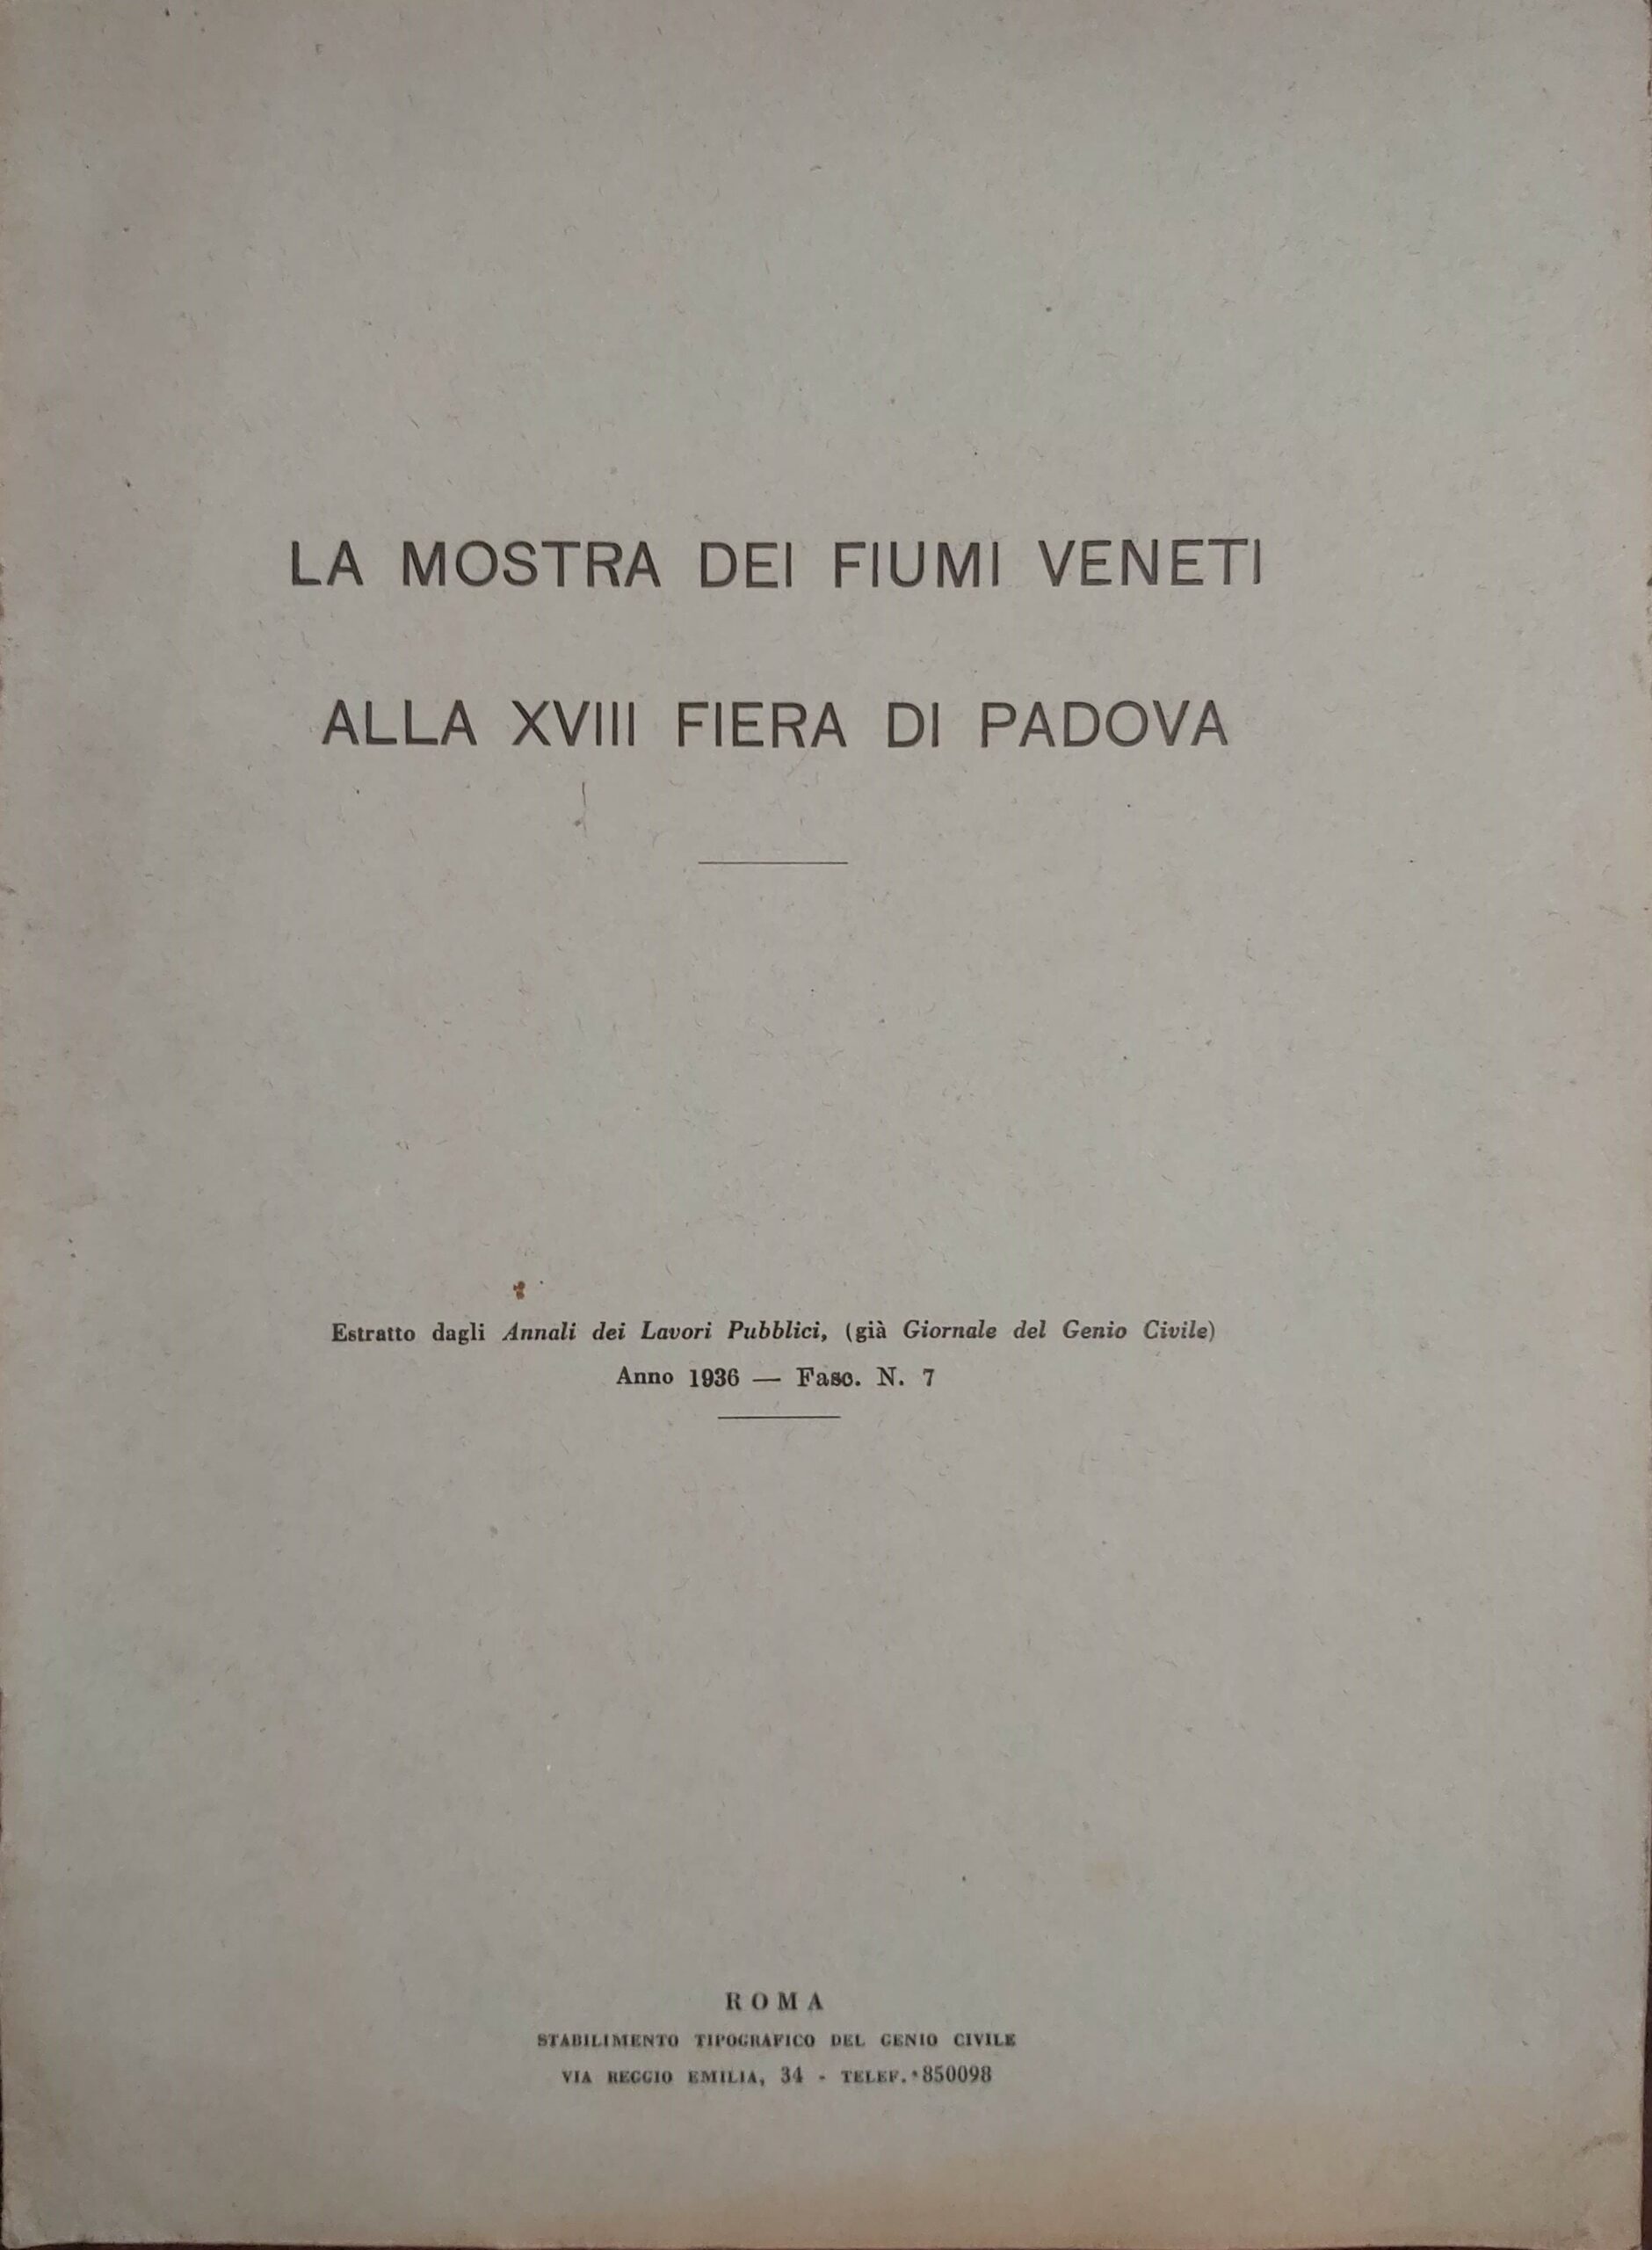 LA MOSTRA DEI FIUMI VENETI
ALLA XVIII FIERA DI PADOVA
Estratto dagli Annali dei Lavori Pubblici, (già Giornale del Genio Civile)
Anno 1936 — Fasc. N. 7
ROMA
STABILIMENTO TIPOGRAFICO DEL GENIO CIVILE
VIA REGGIO EMILIA, 34 - TELEF. 850098